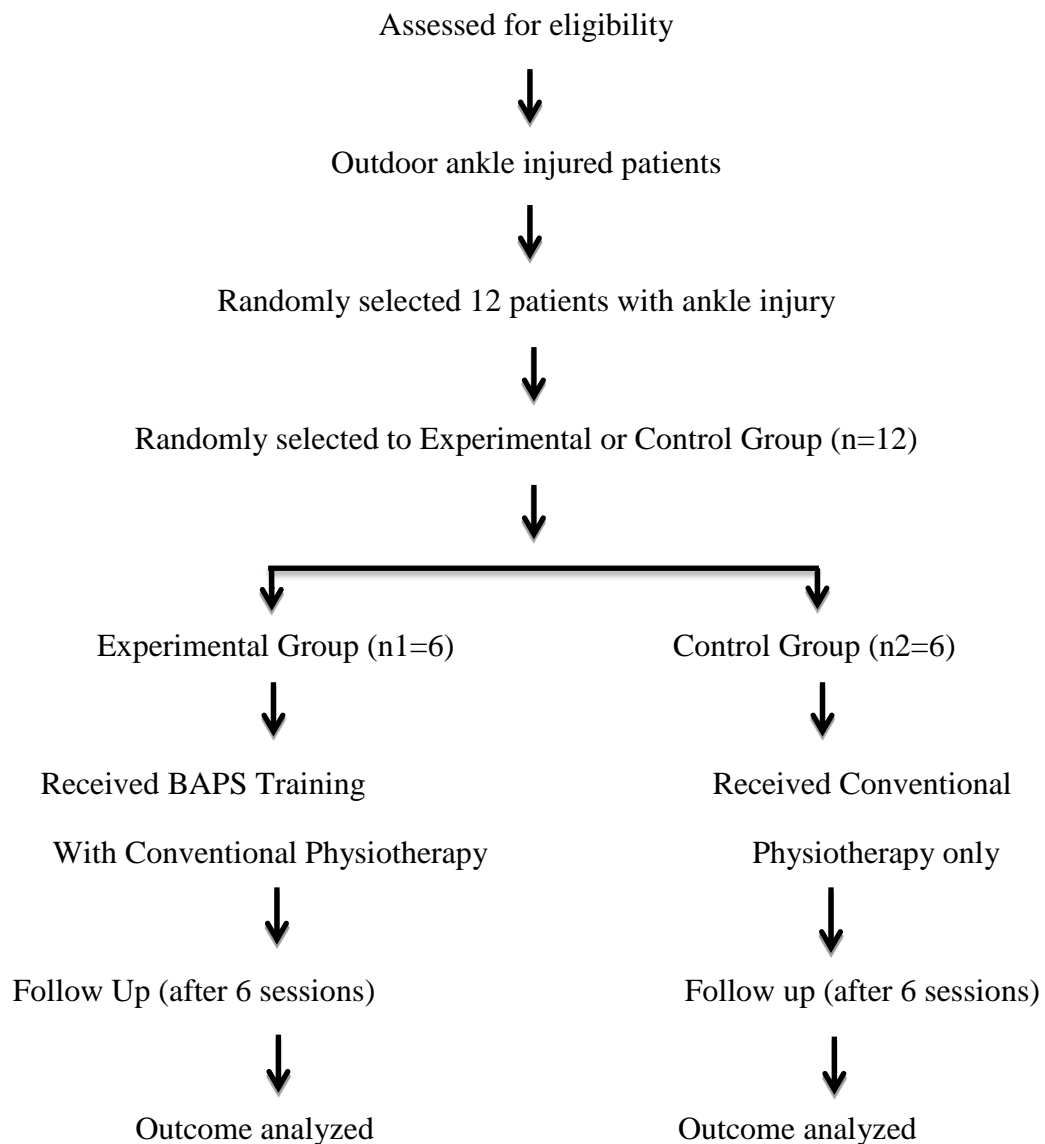 Assessed for eligibility
Outdoor ankle injured patients
Randomly selected 12 patients with ankle injury
Randomly selected to Experimental or Control Group (n=12)
Experimental Group (n1=6)
Control Group (n2=6)
Received BAPS Training
With Conventional Physiotherapy
Received Conventional
Physiotherapy only
Follow Up (after 6 sessions)
Follow up (after 6 sessions)
Outcome analyzed
Outcome analyzed